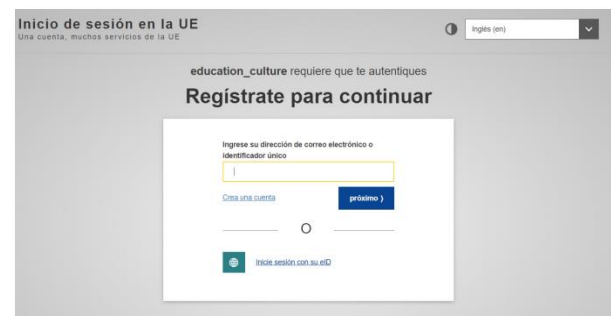 Inicio de sesión en la UE
Una cuenta, muchos servicios de la UE
Inglés (en)
education_culture requiere que te autentiques
Regístrate para continuar
Ingrese su dirección de correo electrónico o
identificador único
Crea una cuenta
próximo )
O
Inicie sesión con su eID